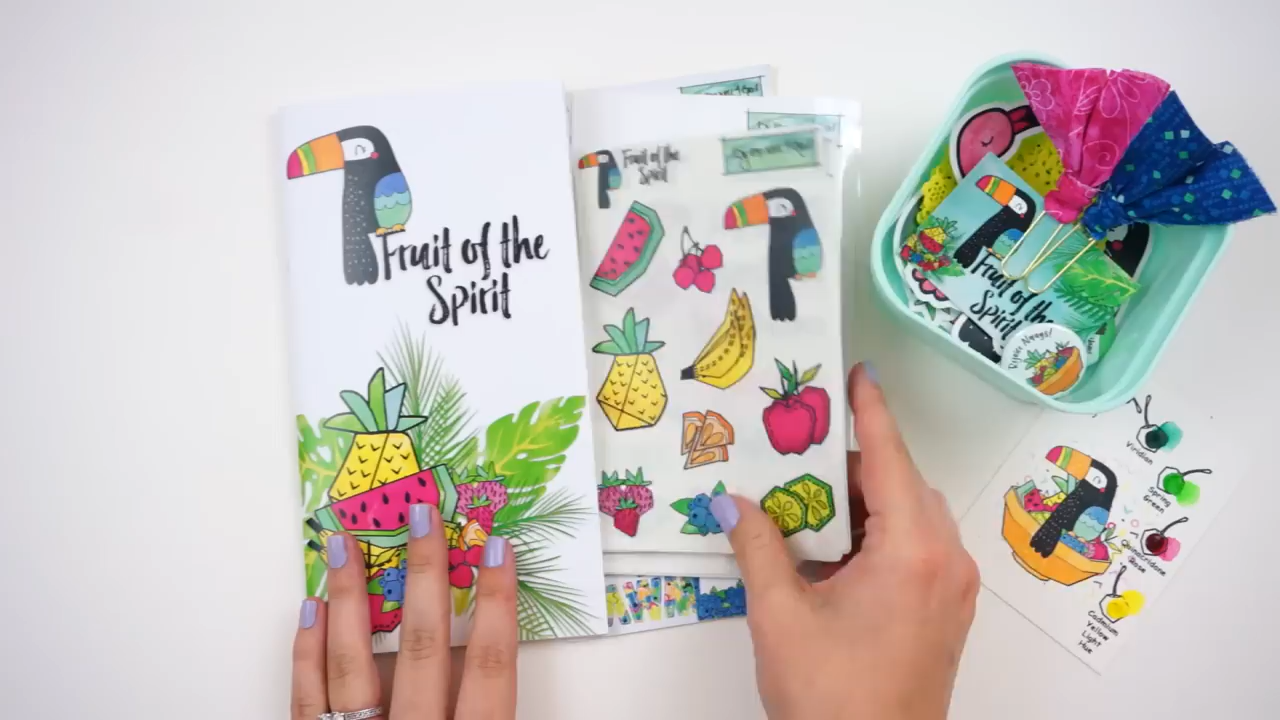 Fruit of the
Spirit
Fruit of the
Spirit
Fruit of the
Spirit
Viridian
Spring
Green
Quinacridone
Rose
Cadmium
Yellow
Light
Hue